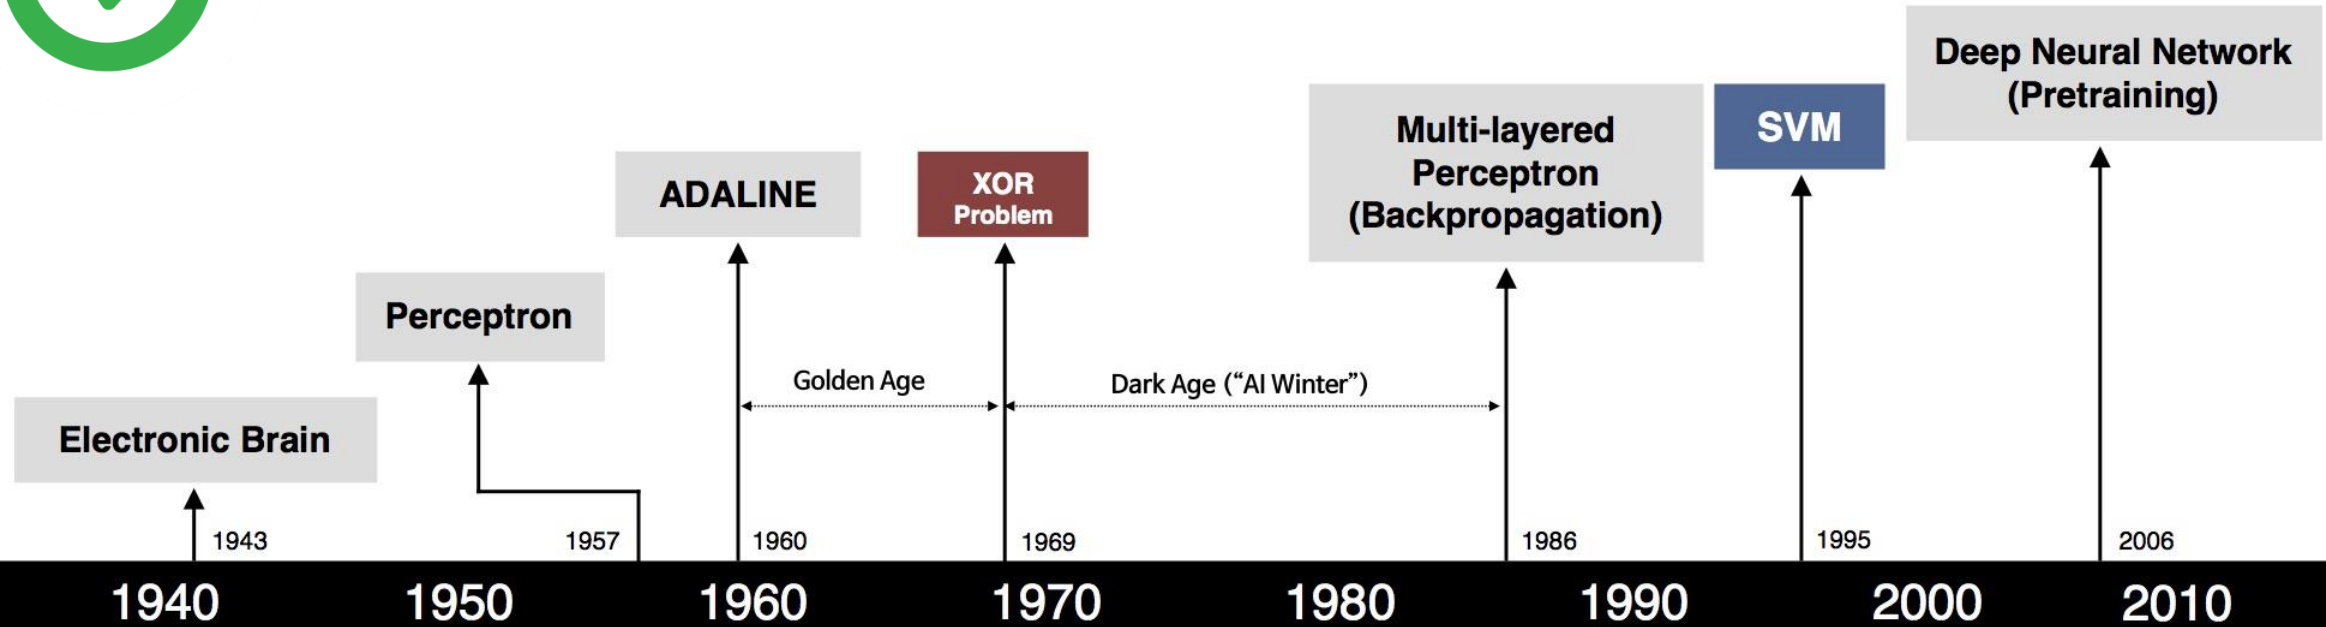 Deep Neural Network
(Pretraining)
Multi-layered
Perceptron
(Backpropagation)
SVM
ADALINE
XOR
Problem
Perceptron
Golden Age
Dark Age (“AI Winter”)
Electronic Brain
1943
1957
1960
1969
1986
1995
2006
1940
1950
1960
1970
1980
1990
2000
2010